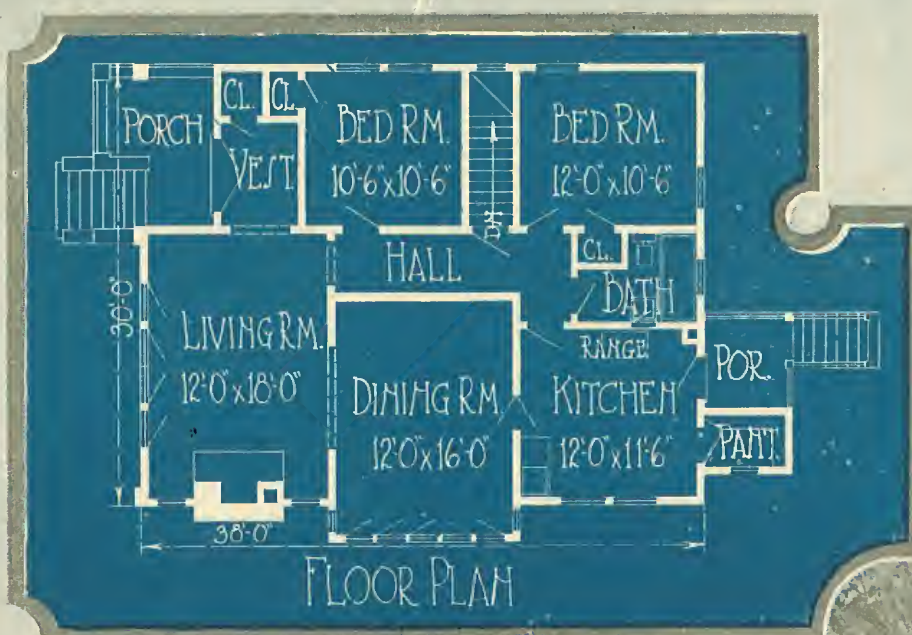 PORCH
CL.
CL
VEST.
BED RM.
10'-6"x10'-6"
DN
BED RM.
12'-0"x10'-6"
HALL
CL.
BATH
30'-0"
LIVING RM.
12'-0"x18'-0"
DINING RM.
12'-0"x16'-0"
RANGE
KITCHEN
12'-0"x11'-6"
POR.
PANT.
38'-0"
FLOOR PLAN